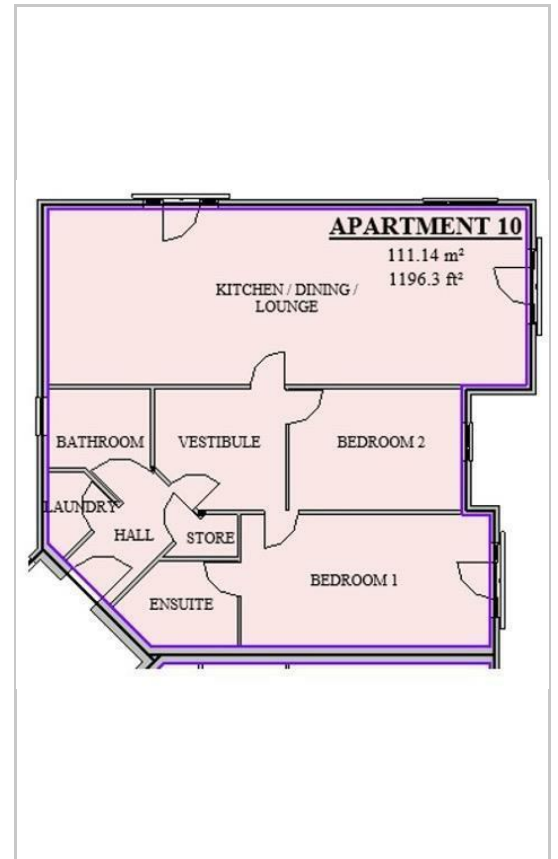 APARTMENT 10
111.14 m²
1196.3 ft²
KITCHEN / DINING /
LOUNGE
BATHROOM
VESTIBULE
BEDROOM 2
LAUNDRY
HALL
STORE
BEDROOM 1
ENSUITE